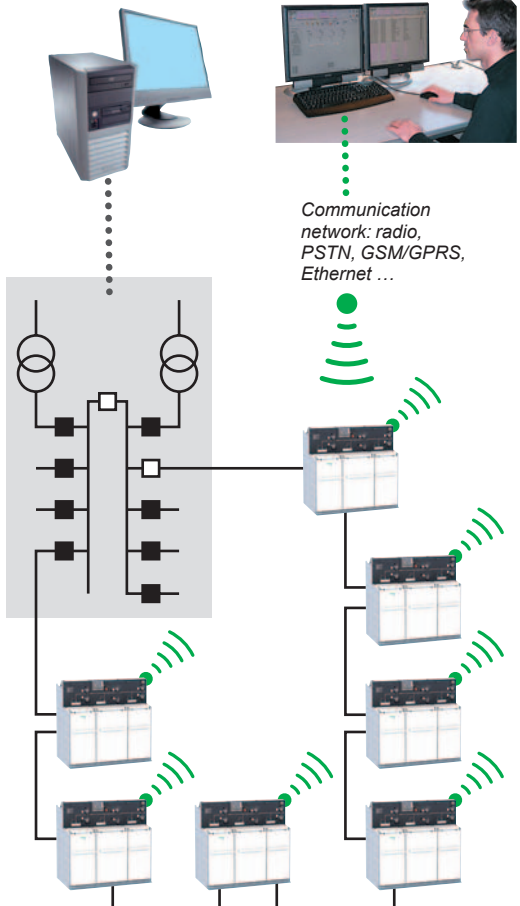 Communication
network: radio,
PSTN, GSM/GPRS,
Ethernet …